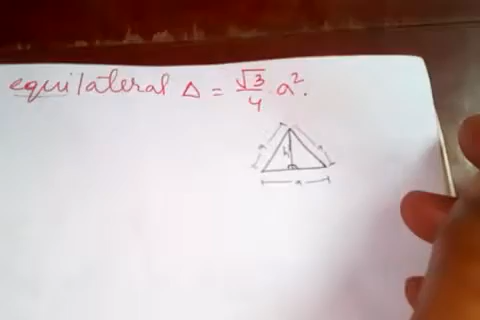 equilateral Δ = √3/4 a².
h
a